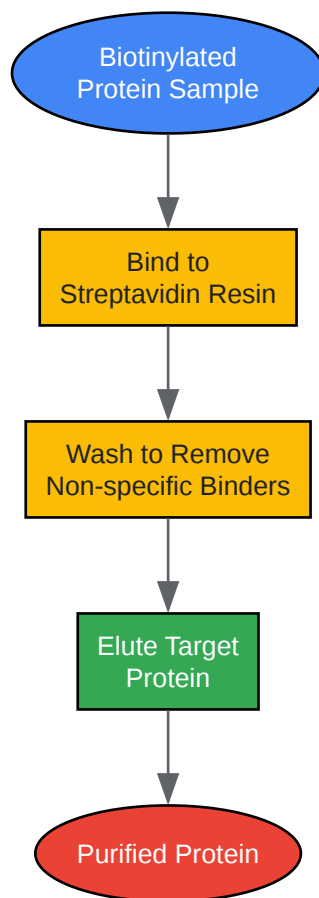 Biotinylated
Protein Sample
Bind to
Streptavidin Resin
Wash to Remove
Non-specific Binders
Elute Target
Protein
Purified Protein